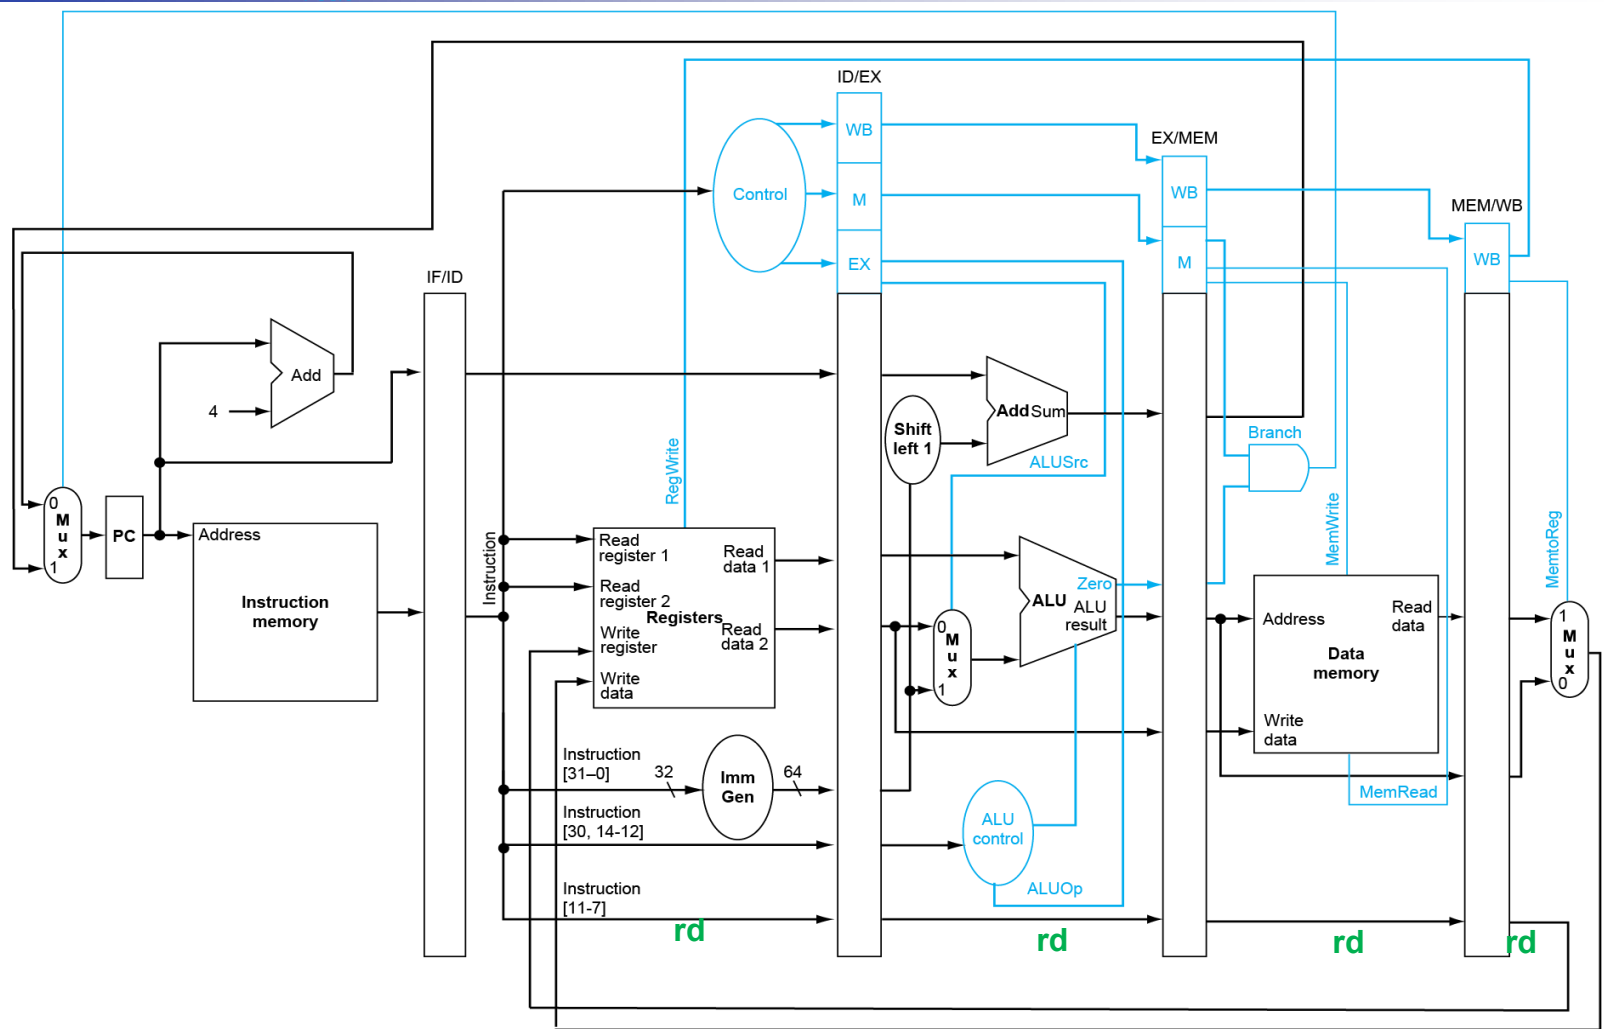 ID/EX
WB
EX/MEM
Control
M
WB
MEM/WB
EX
M
WB
IF/ID
Add
4
Add Sum
Shift
left 1
Branch
ALUSrc
RegWrite
MemWrite
MemtoReg
0
M
u
x
1
PC
Address
Instruction
memory
Instruction
Read
register 1
Read
data 1
Read
register 2
Registers
Write
register
Read
data 2
Write
data
Zero
ALU
ALU
result
0
M
u
x
1
Address
Read
data
Data
memory
Write
data
1
M
u
x
0
Instruction
[31–0]
32
Imm
Gen
64
MemRead
Instruction
[30, 14-12]
ALU
control
Instruction
[11-7]
ALUOp
rd
rd
rd
rd